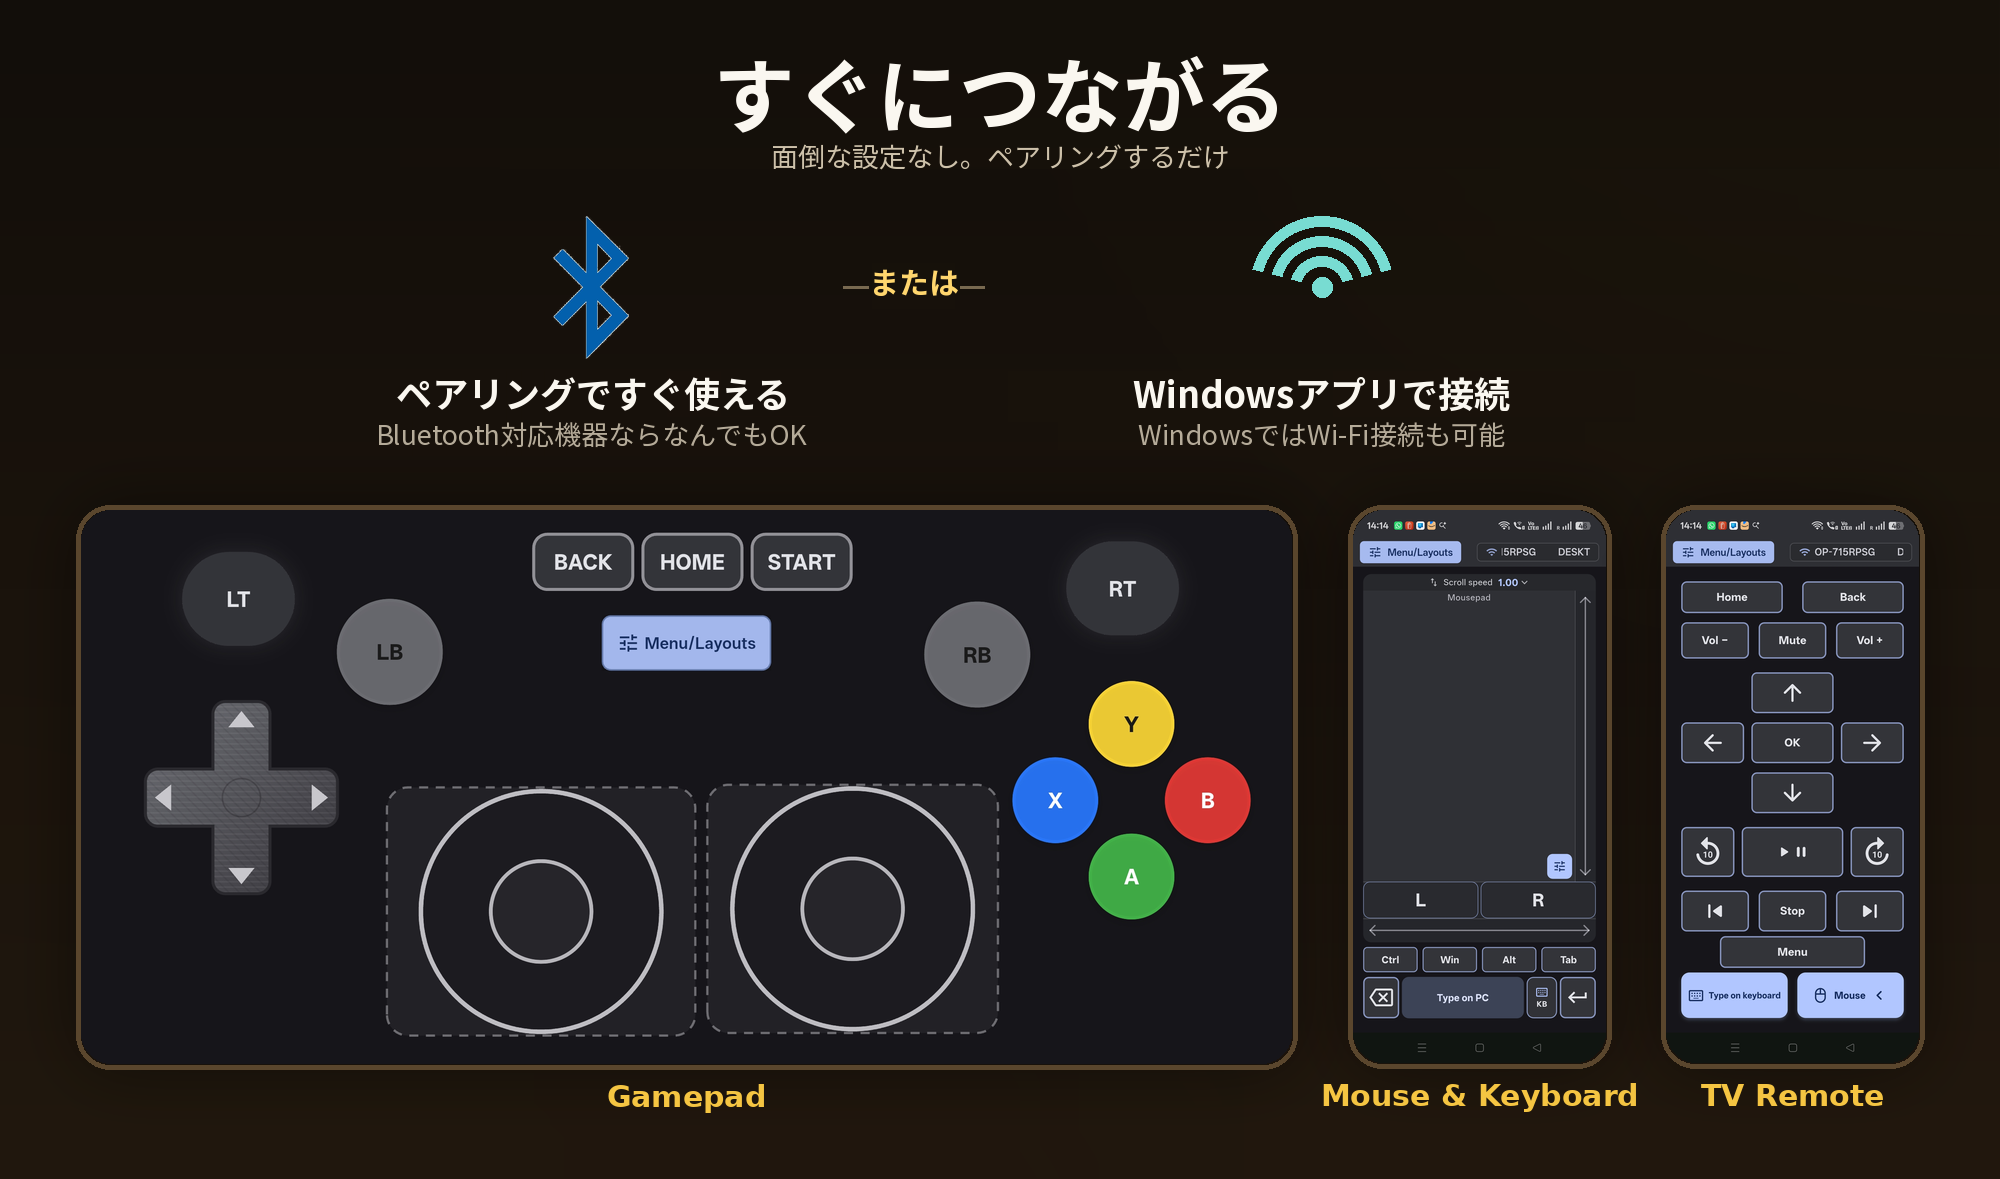 すぐにつながる
面倒な設定なし。ペアリングするだけ
または
ペアリングですぐ使える
Bluetooth対応機器ならなんでもOK
Windowsアプリで接続
WindowsではWi-Fi接続も可能
LT
LB
BACK
HOME
START
Menu/Layouts
RT
RB
Y
X
B
A
Gamepad
14:14
Menu/Layouts
I5RPSG
DESKT
Scroll speed 1.00
Mousepad
L
R
Ctrl
Win
Alt
Tab
Type on PC
KB
Mouse & Keyboard
14:14
Menu/Layouts
OP-715RPSG
D
Home
Back
Vol −
Mute
Vol +
OK
10
10
Stop
Menu
Type on keyboard
Mouse
TV Remote